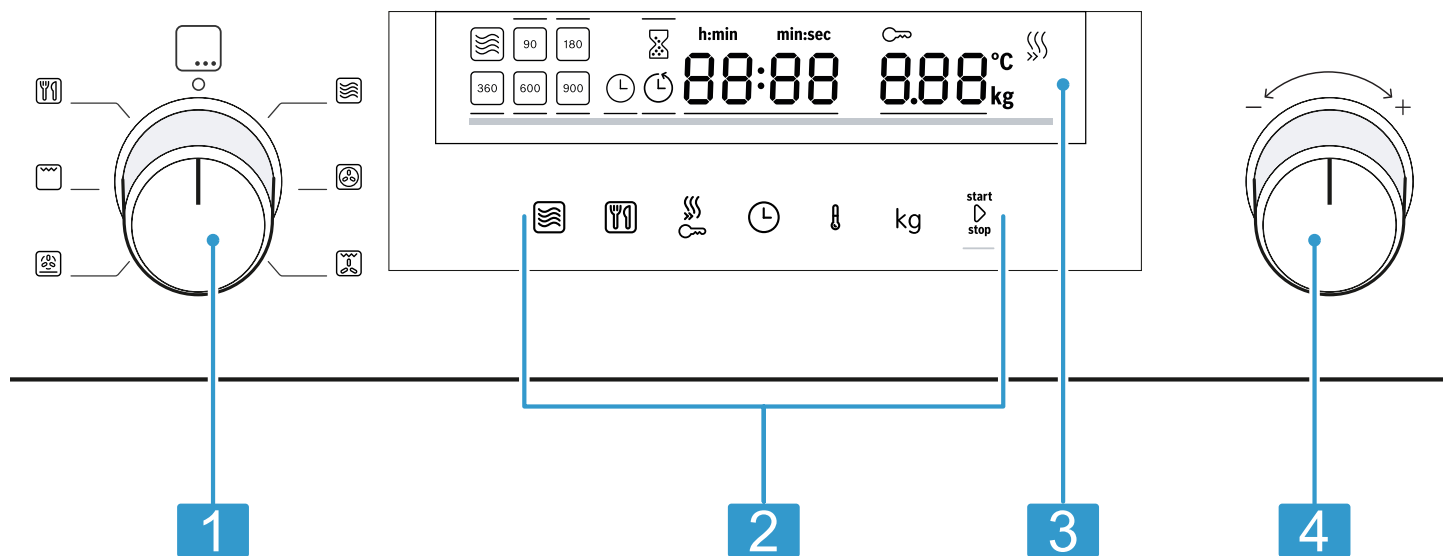 h:min min:sec
90 180
88:88 8.88 °C
360 600 900 kg
start
kg
stop
- +
1 2 3 4